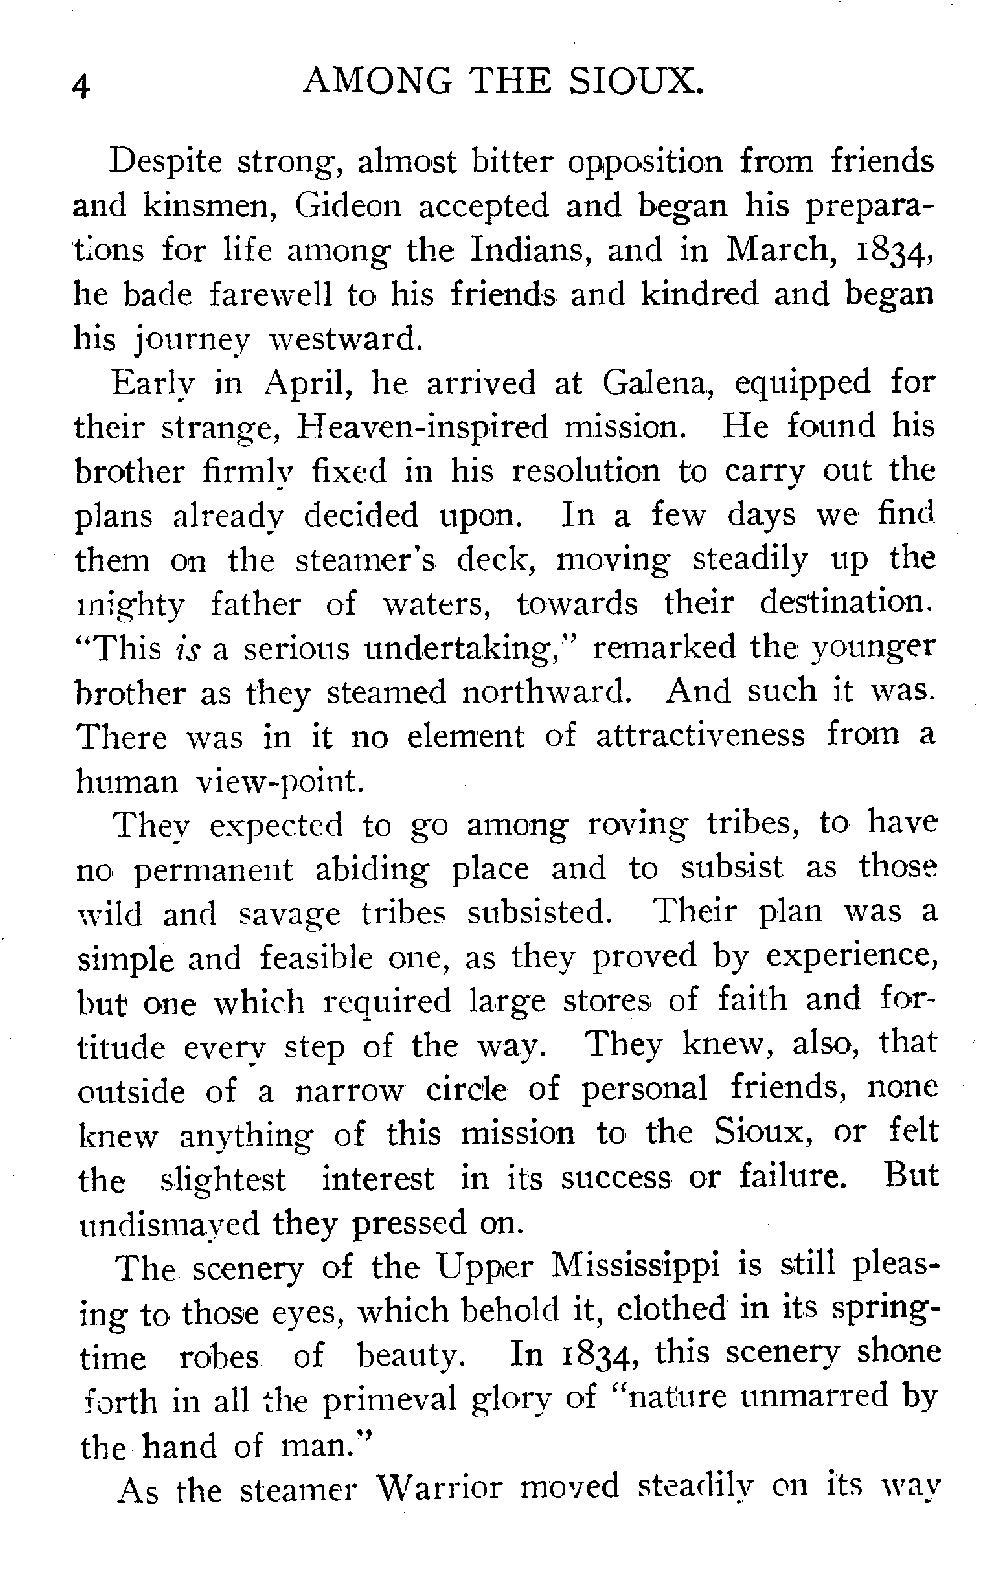 4 AMONG THE SIOUX.
Despite strong, almost bitter opposition from friends
and kinsmen, Gideon accepted and began his prepara-
tions for life among the Indians, and in March, 1834,
he bade farewell to his friends and kindred and began
his journey westward.
Early in April, he arrived at Galena, equipped for
their strange, Heaven-inspired mission. He found his
brother firmly fixed in his resolution to carry out the
plans already decided upon. In a few days we find
them on the steamer's deck, moving steadily up the
mighty father of waters, towards their destination.
"This is a serious undertaking," remarked the younger
brother as they steamed northward. And such it was.
There was in it no element of attractiveness from a
human view-point.
They expected to go among roving tribes, to have
no permanent abiding place and to subsist as those
wild and savage tribes subsisted. Their plan was a
simple and feasible one, as they proved by experience,
but one which required large stores of faith and for-
titude every step of the way. They knew, also, that
outside of a narrow circle of personal friends, none
knew anything of this mission to the Sioux, or felt
the slightest interest in its success or failure. But
undismayed they pressed on.
The scenery of the Upper Mississippi is still pleas-
ing to those eyes, which behold it, clothed in its spring-
time robes of beauty. In 1834, this scenery shone
forth in all the primeval glory of "nature unmarred by
the hand of man."
As the steamer Warrior moved steadily on its way